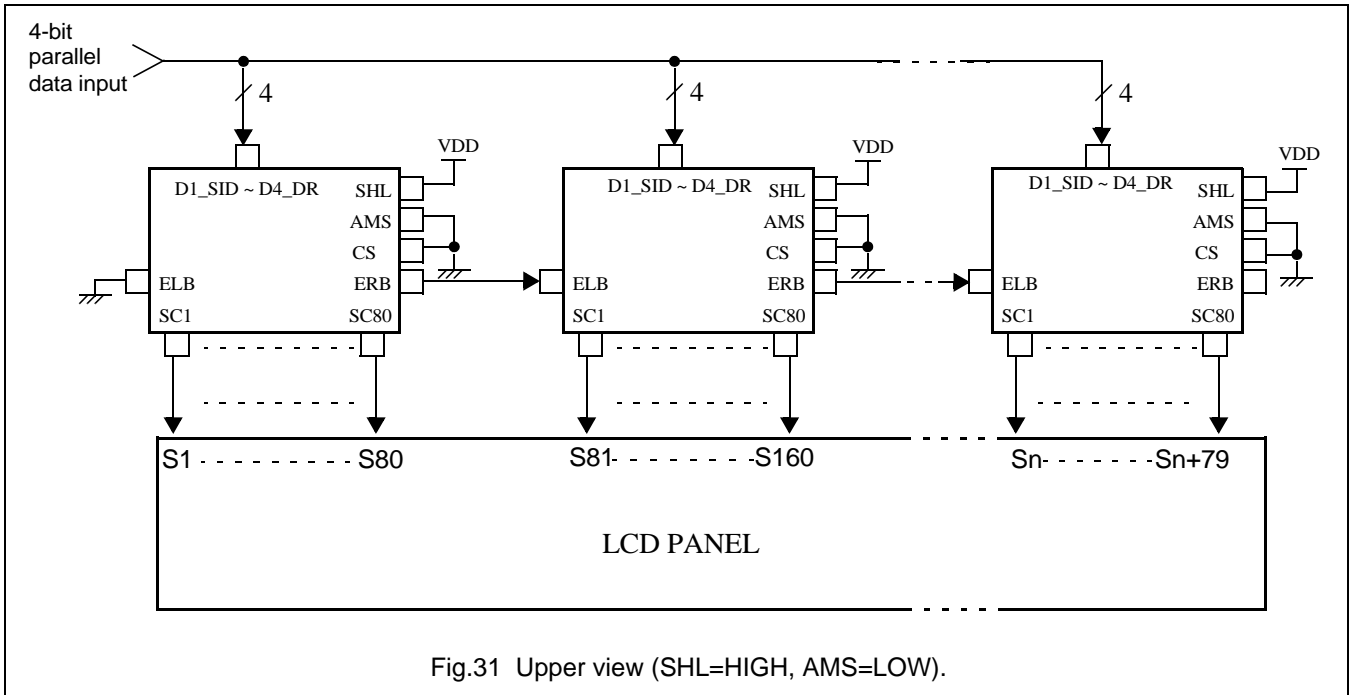 4-bit
parallel
data input
4 4 4
VDD VDD VDD
D1_SID ~ D4_DR SHL D1_SID ~ D4_DR SHL D1_SID ~ D4_DR SHL
AMS AMS AMS
CS CS CS
ELB ERB ELB ERB ELB ERB
SC1 SC80 SC1 SC80 SC1 SC80
S1 S80 S81 S160 Sn Sn+79
LCD PANEL
Fig.31 Upper view (SHL=HIGH, AMS=LOW).